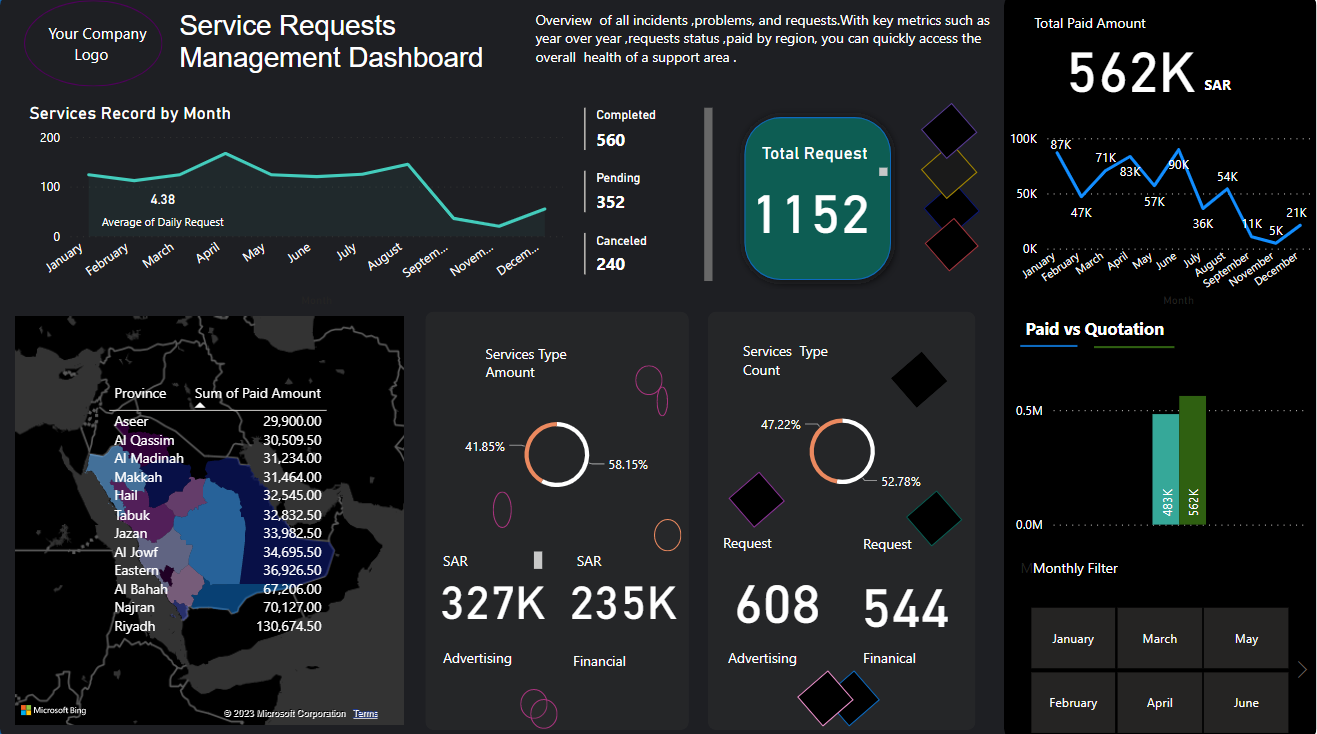 Your Company
Logo
Service Requests
Management Dashboard
Overview of all incidents ,problems, and requests.With key metrics such as
year over year ,requests status ,paid by region, you can quickly access the
overall health of a support area .
Services Record by Month
200
100
0
4.38
Average of Daily Request
January
February
March
April
May
June
July
August
Septem...
Novem...
Decem...
Month
Completed
560
Pending
352
Canceled
240
Total Request
1152
Total Paid Amount
562K SAR
100K
50K
0K
87K
47K
71K
83K
57K
90K
36K
54K
11K
5K
21K
January
February
March
April
May
June
July
August
September
November
December
Month
Province Sum of Paid Amount
Aseer 29,900.00
Al Qassim 30,509.50
Al Madinah 31,234.00
Makkah 31,464.00
Hail 32,545.00
Tabuk 32,832.50
Jazan 33,982.50
Al Jowf 34,695.50
Eastern 36,926.50
Al Bahah 67,206.00
Najran 70,127.00
Riyadh 130,674.50
Microsoft Bing
© 2023 Microsoft Corporation Terms
Services Type
Amount
41.85%
58.15%
SAR SAR
327K 235K
Advertising Financial
Services Type
Count
47.22%
52.78%
Request Request
608 544
Advertising Finanical
Paid vs Quotation
0.5M
0.0M
483K
562K
Monthly Filter
January March May
February April June